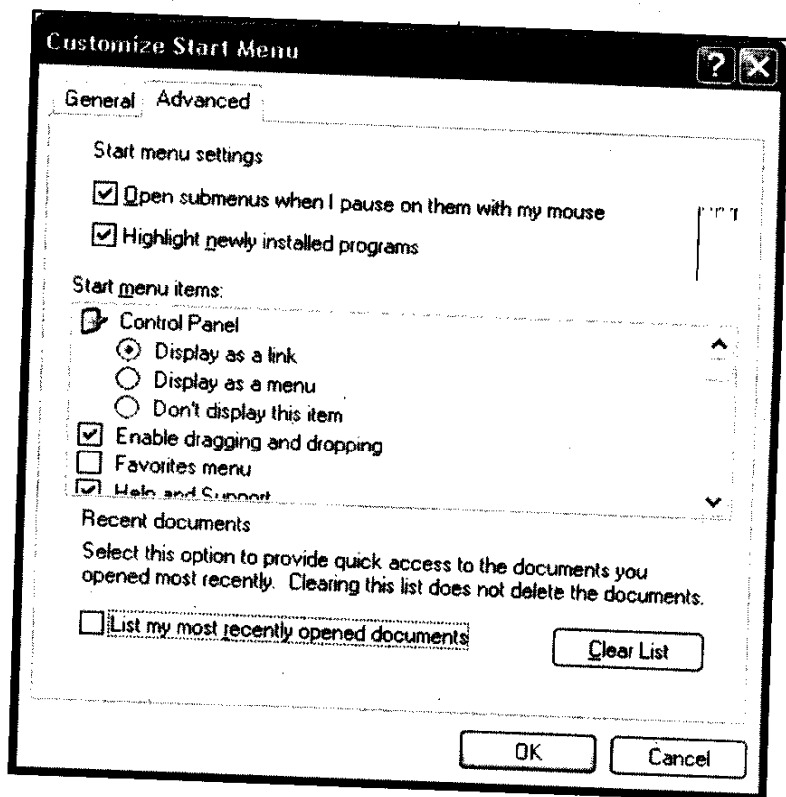 Customize Start Menu
General Advanced
Start menu settings
Open submenus when I pause on them with my mouse
Highlight newly installed programs
Start menu items:
Control Panel
Display as a link
Display as a menu
Don't display this item
Enable dragging and dropping
Favorites menu
Help and Support
Recent documents
Select this option to provide quick access to the documents you
opened most recently. Clearing this list does not delete the documents.
List my most recently opened documents
Clear List
OK Cancel